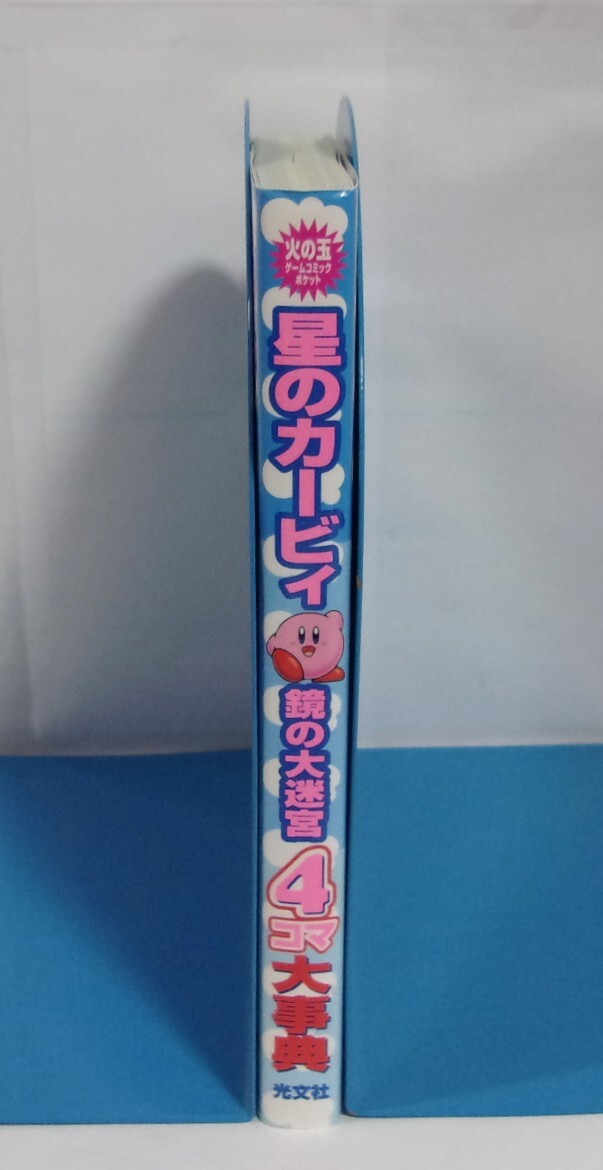 火の玉
ゲームコミック
ポケット
星のカービィ
鏡の大迷宮
4
コマ
大事典
光文社